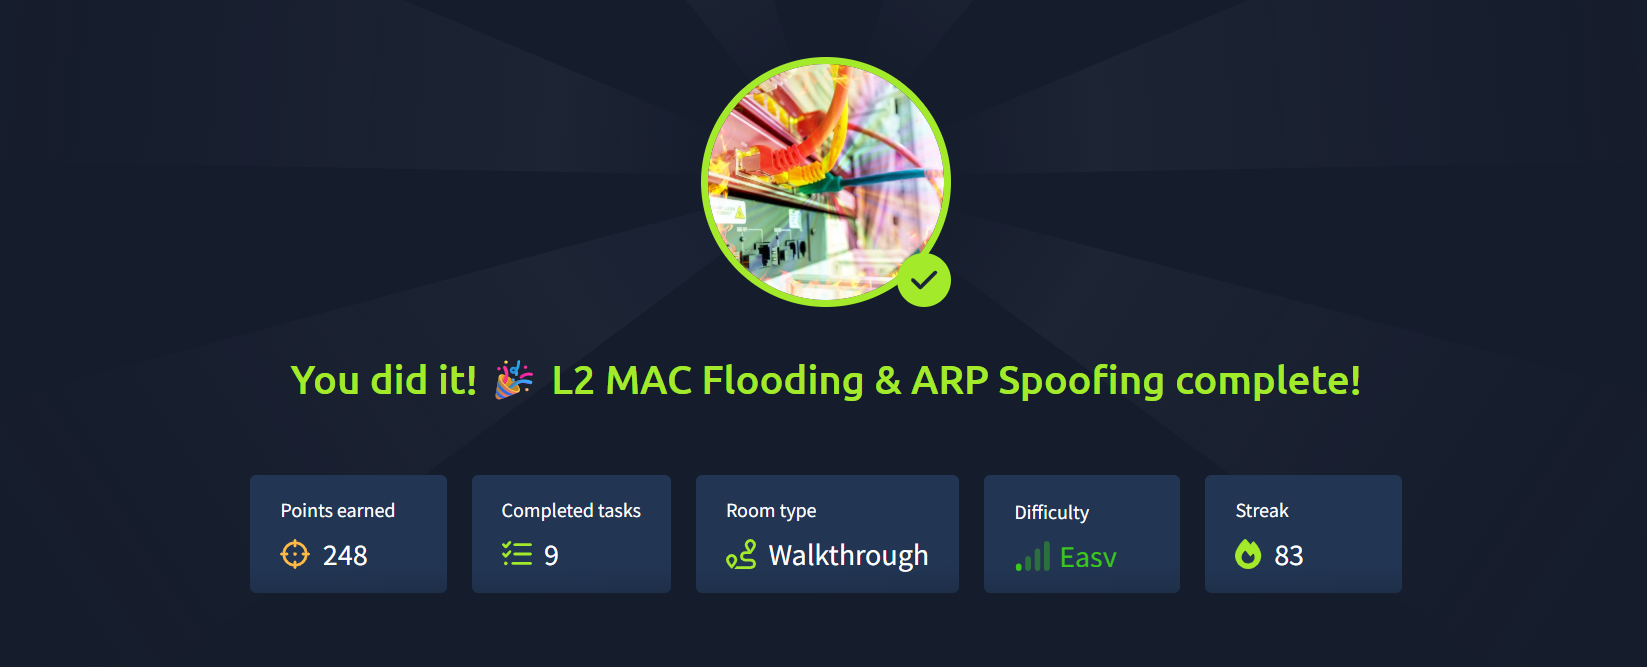 You did it! 🎉 L2 MAC Flooding & ARP Spoofing complete!
Points earned
248
Completed tasks
9
Room type
Walkthrough
Difficulty
Easy
Streak
83